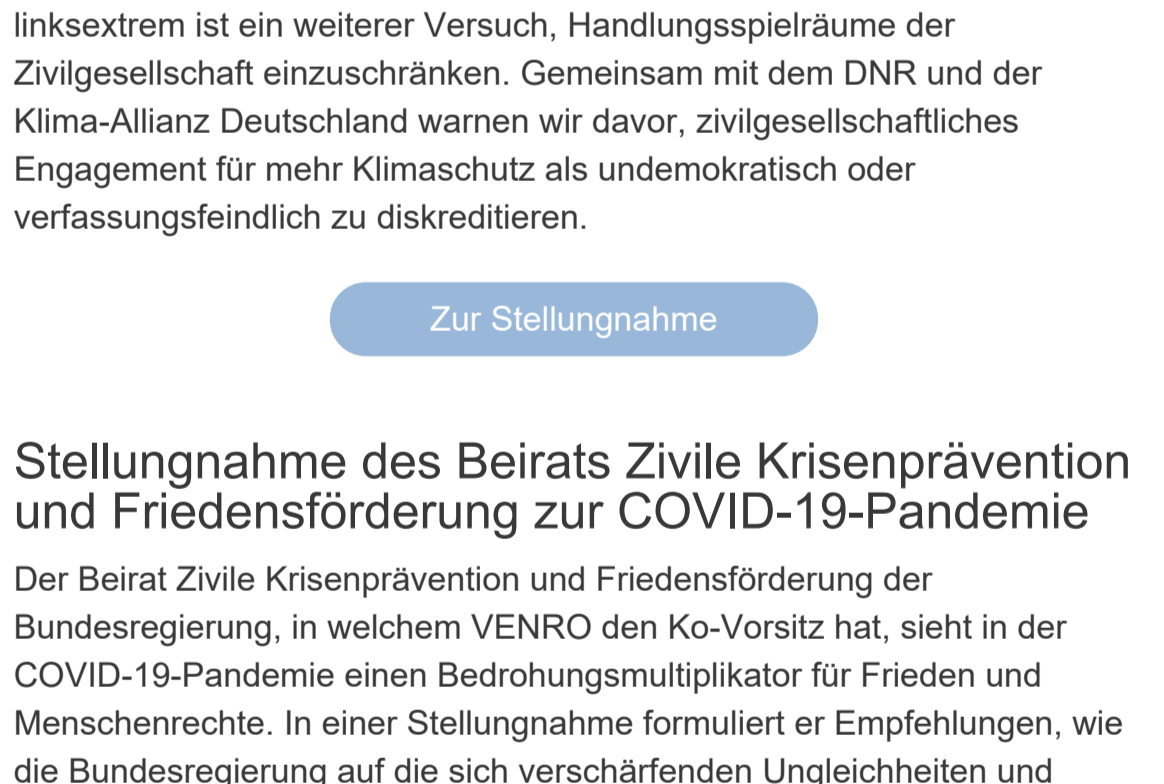 linksextrem ist ein weiterer Versuch, Handlungsspielräume der
Zivilgesellschaft einzuschränken. Gemeinsam mit dem DNR und der
Klima-Allianz Deutschland warnen wir davor, zivilgesellschaftliches
Engagement für mehr Klimaschutz als undemokratisch oder
verfassungsfeindlich zu diskreditieren.
Zur Stellungnahme
Stellungnahme des Beirats Zivile Krisenprävention
und Friedensförderung zur COVID-19-Pandemie
Der Beirat Zivile Krisenprävention und Friedensförderung der
Bundesregierung, in welchem VENRO den Ko-Vorsitz hat, sieht in der
COVID-19-Pandemie einen Bedrohungsmultiplikator für Frieden und
Menschenrechte. In einer Stellungnahme formuliert er Empfehlungen, wie
die Bundesregierung auf die sich verschärfenden Ungleichheiten und